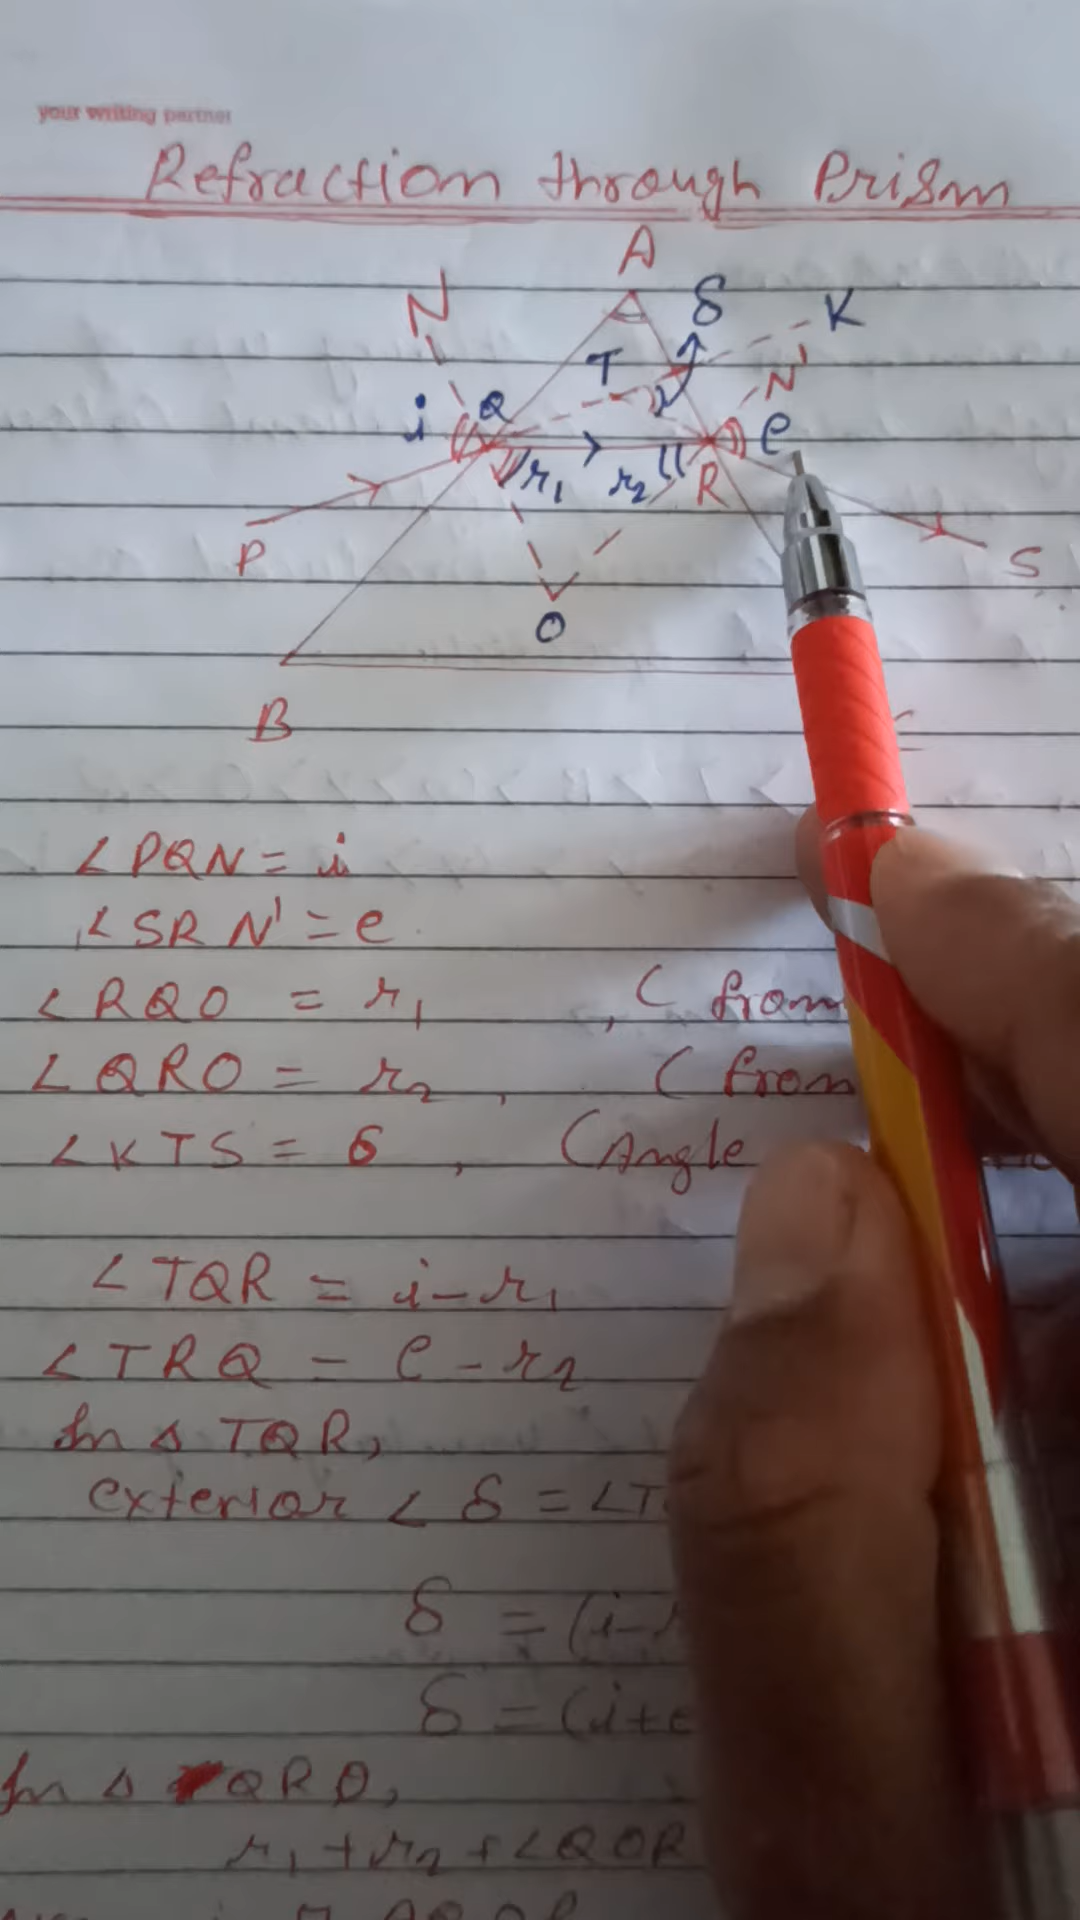 your writing partner
Refraction through Prism
A
N
δ
K
T
N'
i
Q
e
r₁
r₂
R
P
S
O
B
∠PQN = i
∠SRN' = e
∠RQO = r₁ , ( from
∠QRO = r₂ , ( from
∠KTS = δ , (Angle
∠TQR = i-r₁
∠TRQ = e-r₂
In Δ TQR,
exterior ∠ δ = ∠T
δ = (i-
δ = (i+e
In Δ QRO,
r₁+r₂+∠QOR